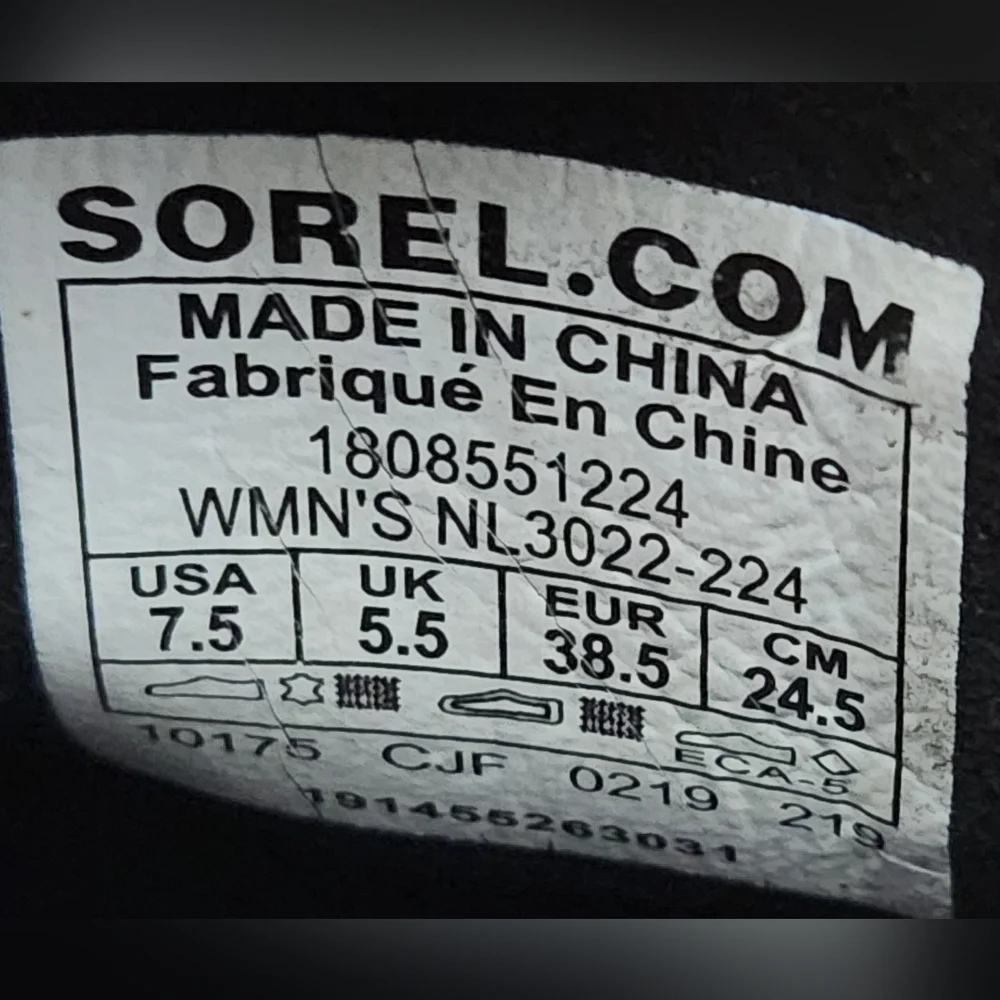 SOREL.COM
MADE IN CHINA
Fabriqué En Chine
1808551224
WMN'S NL3022-224
USA UK EUR CM
7.5 5.5 38.5 24.5
ECA-5
10175 CJF 0219 219
191455263031